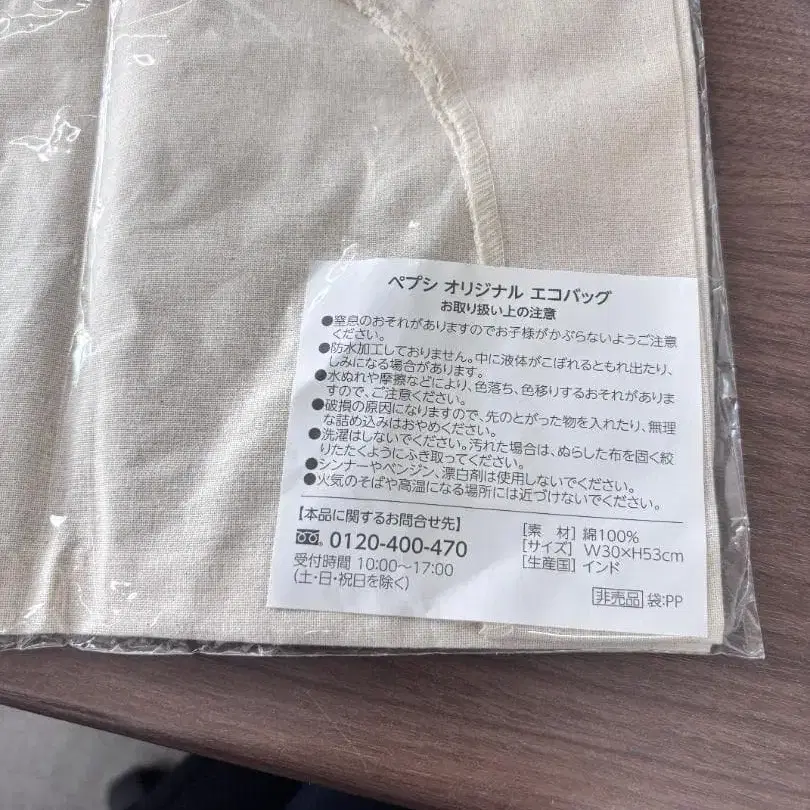 ペプシ オリジナル エコバッグ
お取り扱い上の注意
●窒息のおそれがありますのでお子様がかぶらないようご注意
ください。
●防水加工しておりません。中に液体がこぼれるともれ出たり、
しみになる場合があります。
●水ぬれや摩擦などにより、色落ち、色移りするおそれがありま
すので、ご注意ください。
●破損の原因になりますので、先のとがった物を入れたり、無理
な詰め込みはおやめください。
●洗濯はしないでください。汚れた場合は、ぬらした布を固く絞
りたたくようにふき取ってください。
●シンナーやベンジン、漂白剤は使用しないでください。
●火気のそばや高温になる場所には近づけないでください。
【本品に関するお問合せ先】
0120-400-470
受付時間 10:00～17:00
(土・日・祝日を除く)
[素 材] 綿100%
[サイズ] W30×H53cm
[生産国] インド
非売品 袋:PP